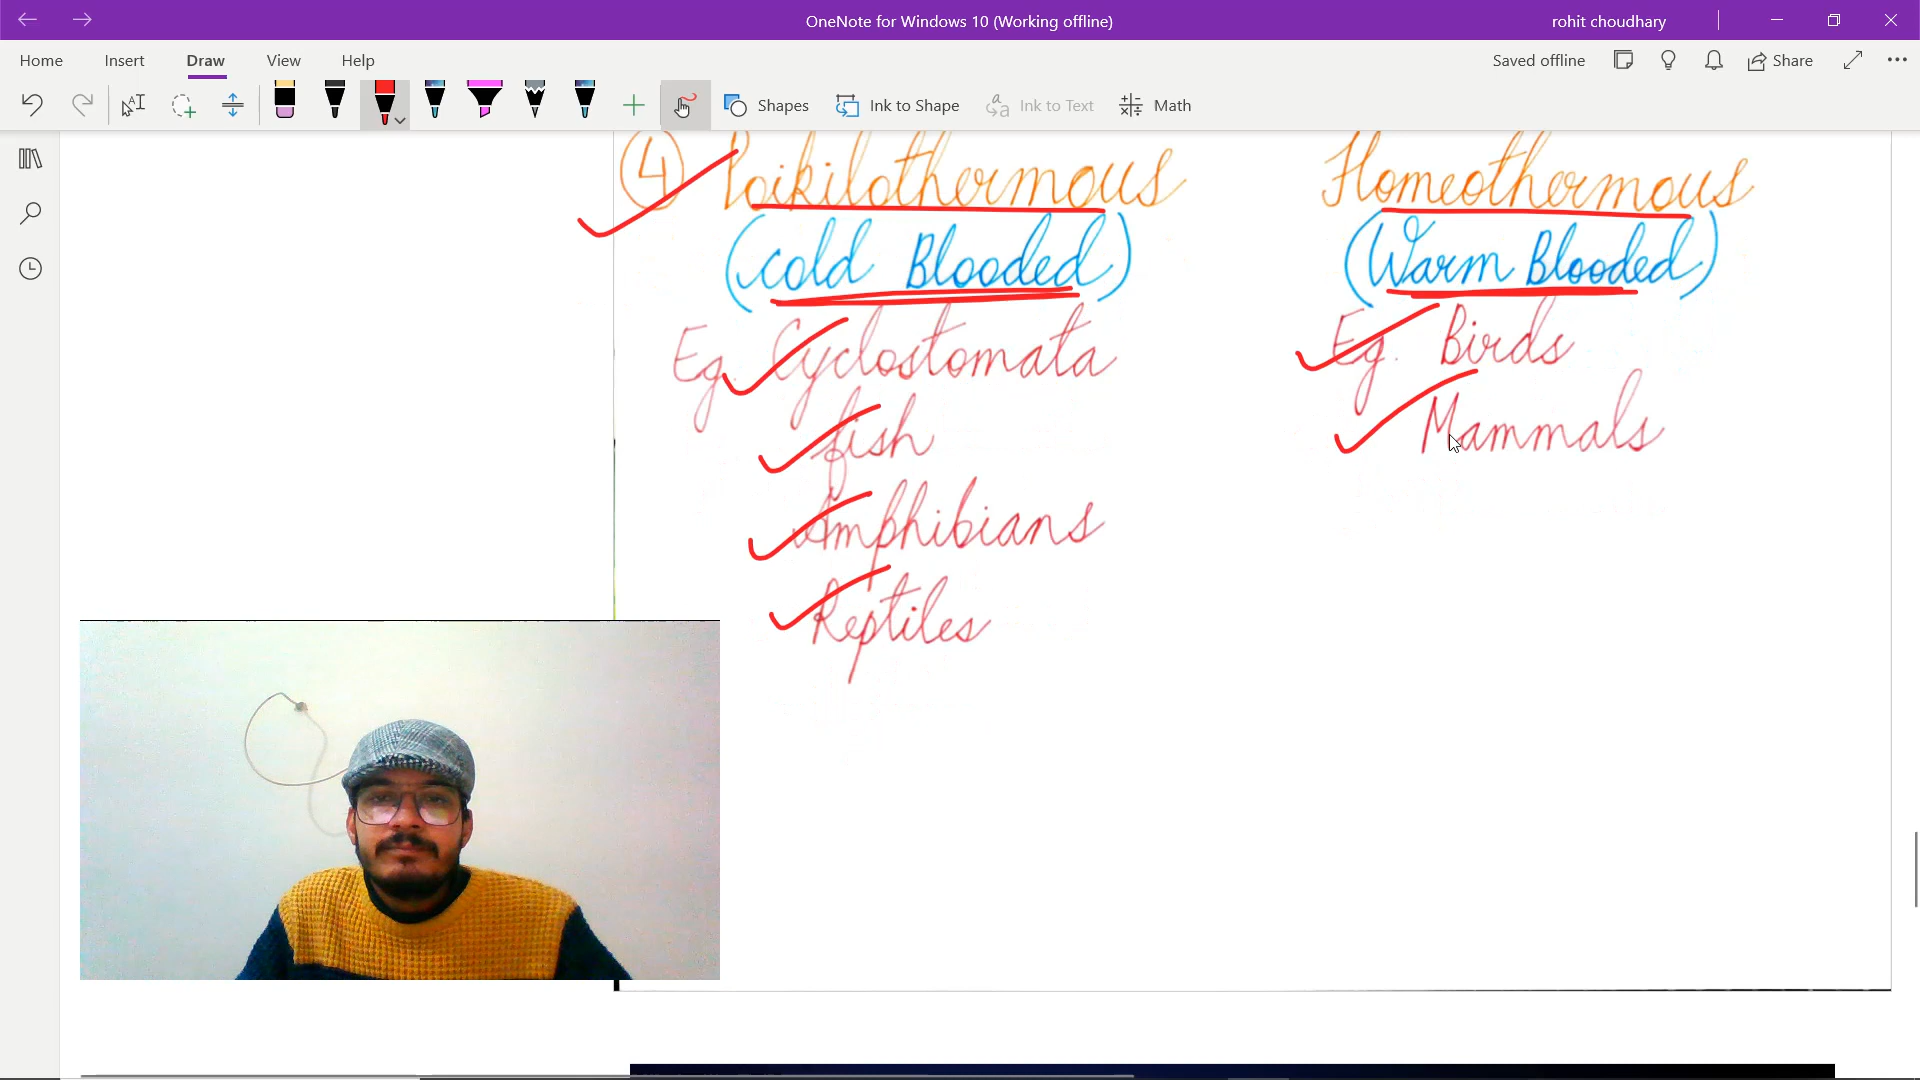 OneNote for Windows 10 (Working offline)
rohit choudhary
Home Insert Draw View Help
Saved offline
Share
Shapes
Ink to Shape
Ink to Text
Math
4 Poikilothermous
Homeothermous
(cold Blooded)
(Warm Blooded)
Eg. Cyclostomata
fish
Amphibians
Reptiles
Eg. Birds
Mammals